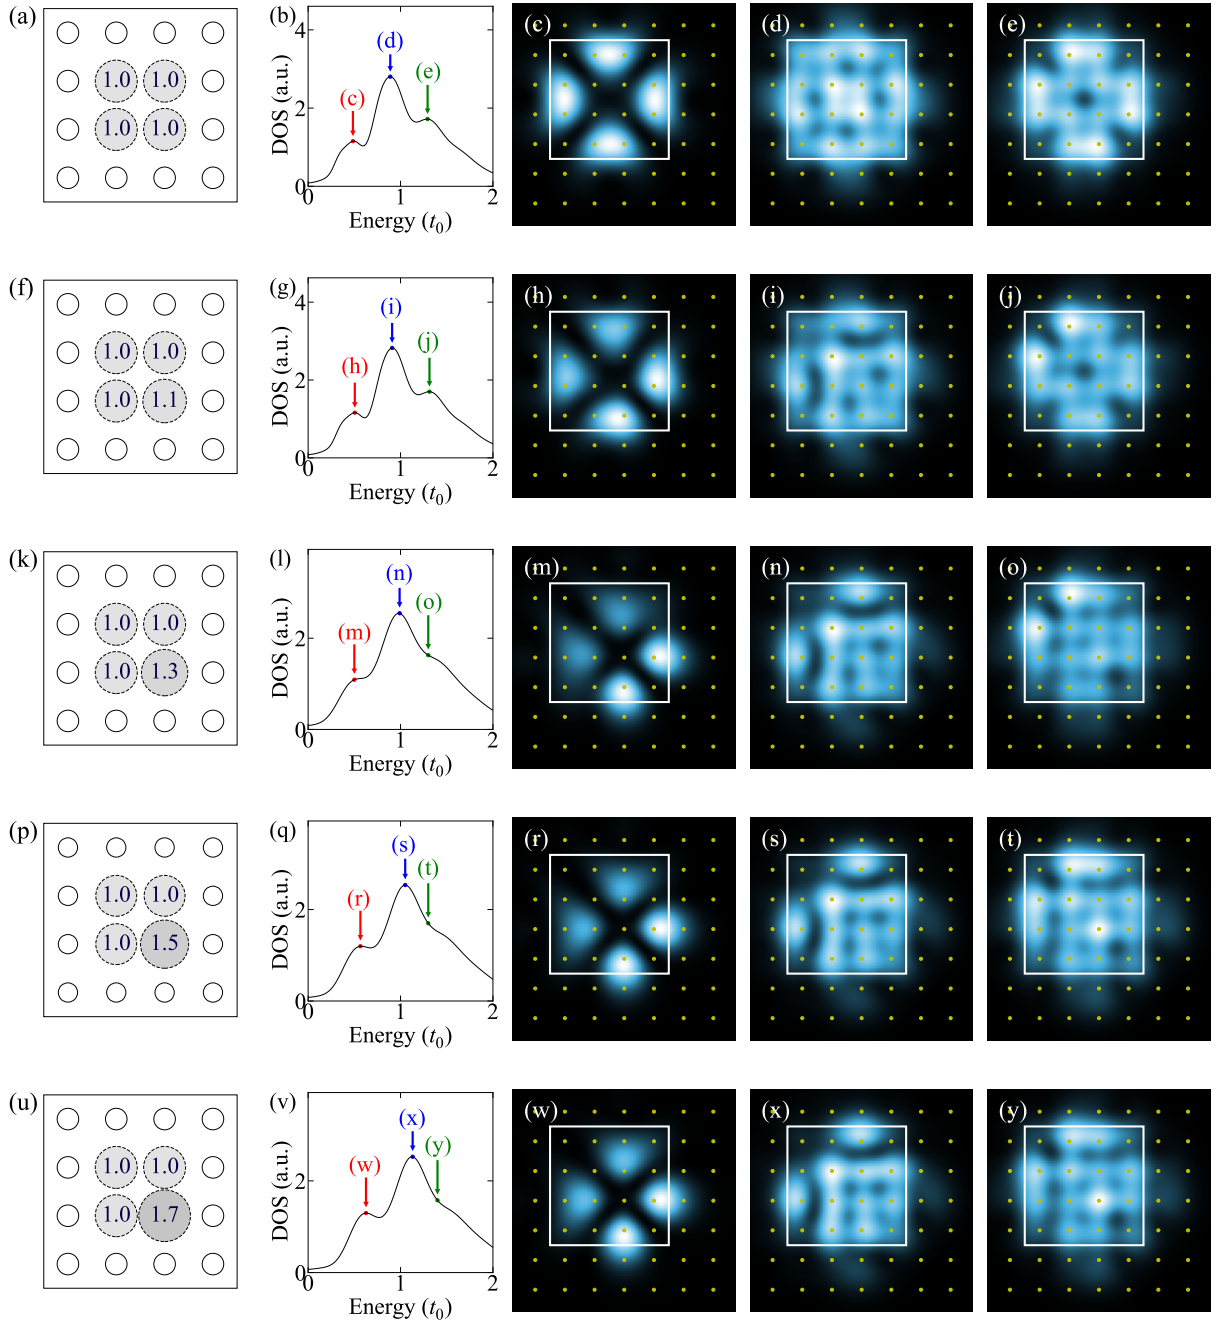 (a)
1.0 1.0
1.0 1.0
(b)
DOS (a.u.)
4
2
0
(c)
(d)
(e)
0 1 2
Energy (t0)
(c)
(d)
(e)
(f)
1.0 1.0
1.0 1.1
(g)
DOS (a.u.)
4
2
0
(h)
(i)
(j)
0 1 2
Energy (t0)
(h)
(i)
(j)
(k)
1.0 1.0
1.0 1.3
(l)
DOS (a.u.)
2
0
(m)
(n)
(o)
0 1 2
Energy (t0)
(m)
(n)
(o)
(p)
1.0 1.0
1.0 1.5
(q)
DOS (a.u.)
2
0
(r)
(s)
(t)
0 1 2
Energy (t0)
(r)
(s)
(t)
(u)
1.0 1.0
1.0 1.7
(v)
DOS (a.u.)
2
0
(w)
(x)
(y)
0 1 2
Energy (t0)
(w)
(x)
(y)